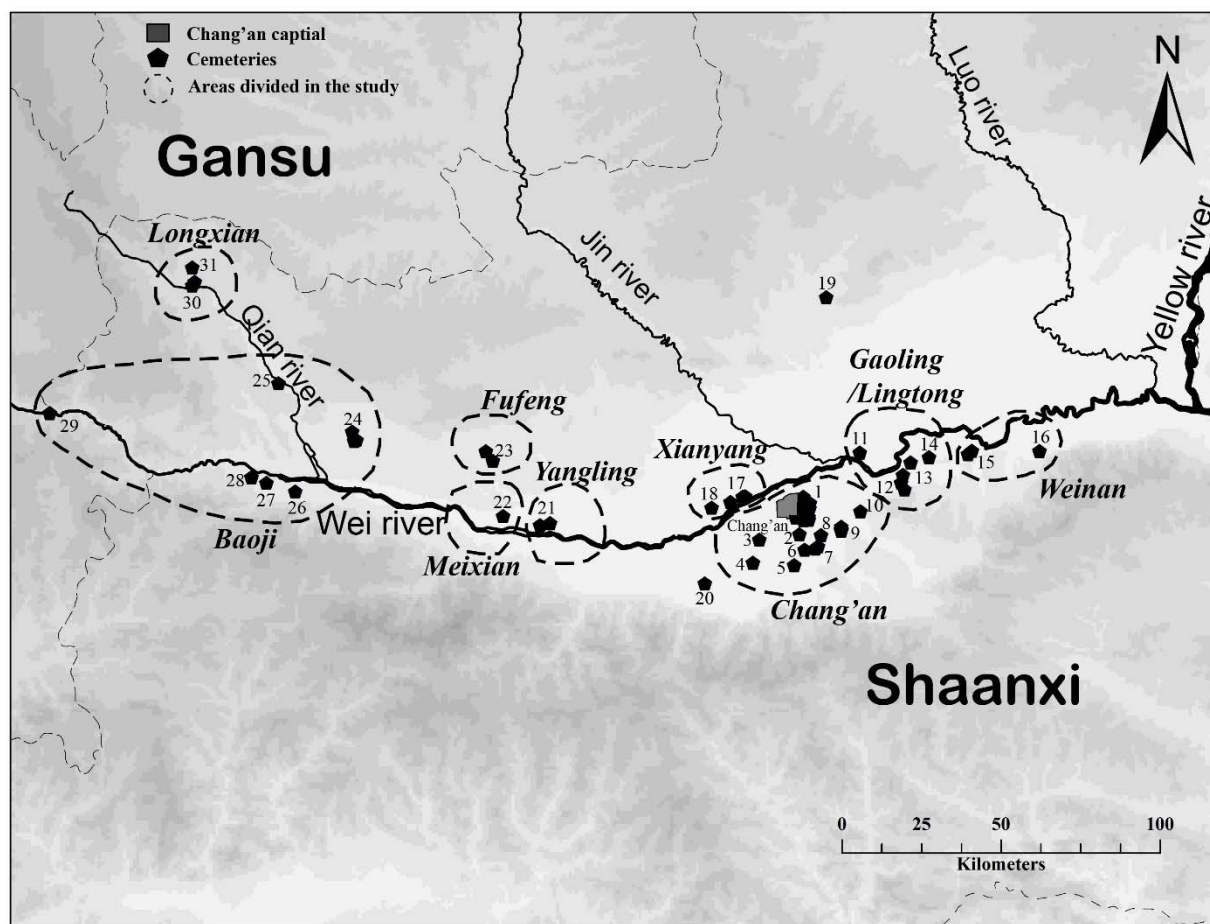 Chang'an captial
Cemeteries
Areas divided in the study
N
Gansu
Luo river
Longxian
31
30
Jin river
19
Qian river
Yellow river
25
Gaoling
/Lingtong
29
24
Fufeng
23
11
14
16
Xianyang
17
13
15
Yangling
12
Weinan
28
27
26
22
21
18
1
10
Wei river
Chang'an
Baoji
3
2
8
9
6
7
Meixian
4
5
20
Chang'an
Shaanxi
0 25 50 100
Kilometers